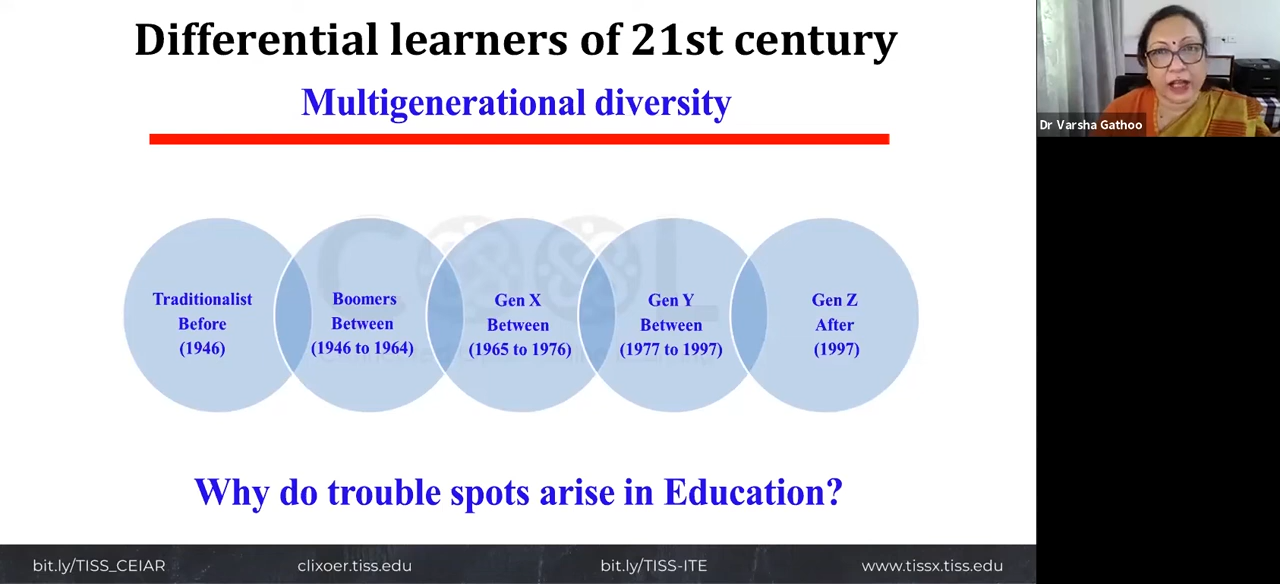 Differential learners of 21st century
Multigenerational diversity
Traditionalist
Before
(1946)
Boomers
Between
(1946 to 1964)
Gen X
Between
(1965 to 1976)
Gen Y
Between
(1977 to 1997)
Gen Z
After
(1997)
Why do trouble spots arise in Education?
bit.ly/TISS_CEIAR
clixoer.tiss.edu
bit.ly/TISS-ITE
www.tissx.tiss.edu
Dr Varsha Gathoo
COOL